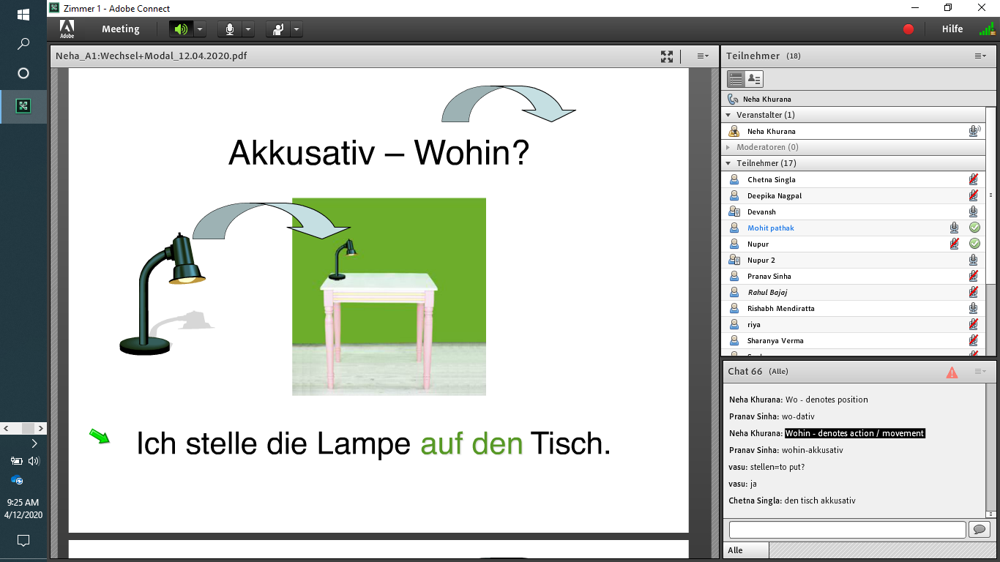 Zimmer 1 - Adobe Connect
Adobe
Meeting
Hilfe
Neha_A1:Wechsel+Modal_12.04.2020.pdf
Akkusativ – Wohin?
Ich stelle die Lampe auf den Tisch.
Teilnehmer (18)
Neha Khurana
Veranstalter (1)
Neha Khurana
Moderatoren (0)
Teilnehmer (17)
Chetna Singla
Deepika Nagpal
Devansh
Mohit pathak
Nupur
Nupur 2
Pranav Sinha
Rahul Bajaj
Rishabh Mendiratta
riya
Sharanya Verma
Chat 66 (Alle)
Neha Khurana: Wo - denotes position
Pranav Sinha: wo-dativ
Neha Khurana: Wohin - denotes action / movement
Pranav Sinha: wohin-akkusativ
vasu: stellen=to put?
vasu: ja
Chetna Singla: den tisch akkusativ
Alle
9:25 AM
4/12/2020